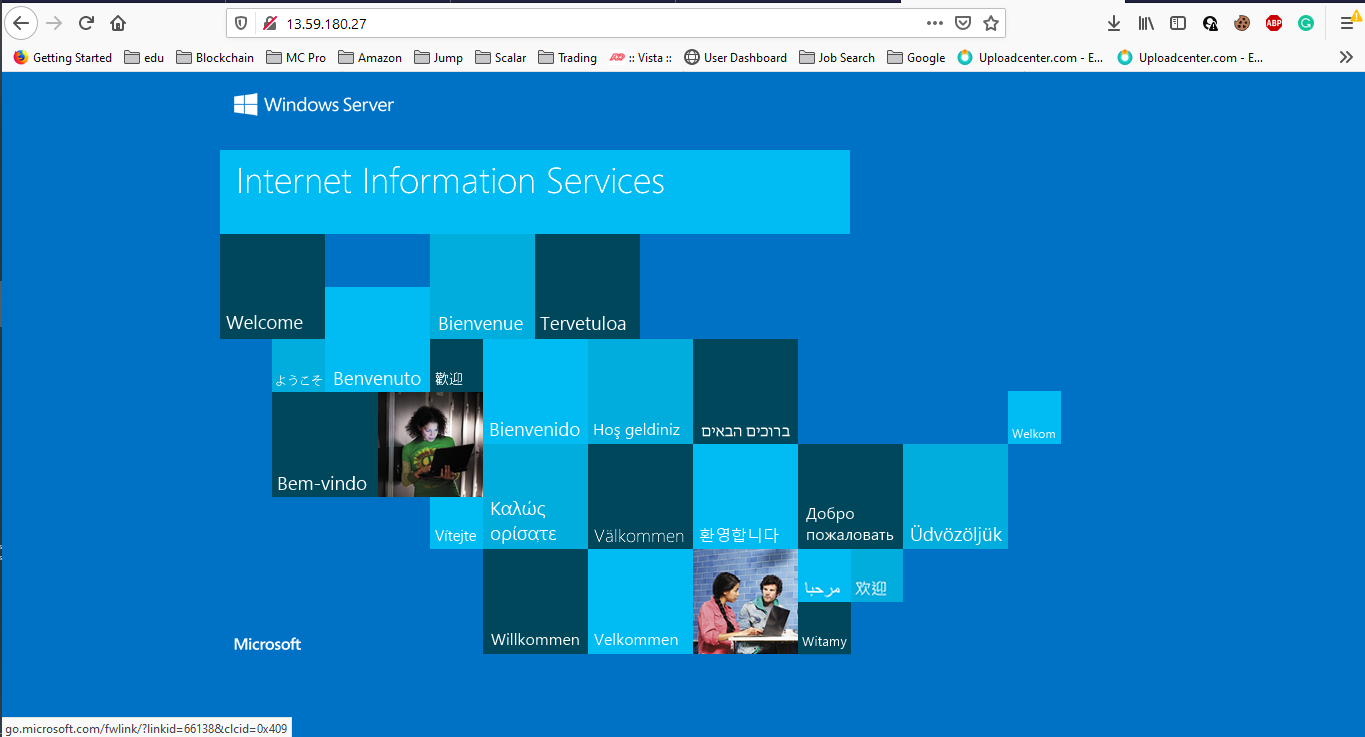 13.59.180.27
Getting Started
edu
Blockchain
MC Pro
Amazon
Jump
Scalar
Trading
:: Vista ::
User Dashboard
Job Search
Google
Uploadcenter.com - E...
Uploadcenter.com - E...
ABP
Windows Server
Internet Information Services
Welcome
Bienvenue
Tervetuloa
ようこそ
Benvenuto
歡迎
Bienvenido
Hoş geldiniz
ברוכים הבאים
Welkom
Bem-vindo
Vítejte
Καλώς
ορίσατε
Välkommen
환영합니다
Добро
пожаловать
Üdvözöljük
مرحبا
欢迎
Willkommen
Velkommen
Witamy
Microsoft
go.microsoft.com/fwlink/?linkid=66138&clcid=0x409